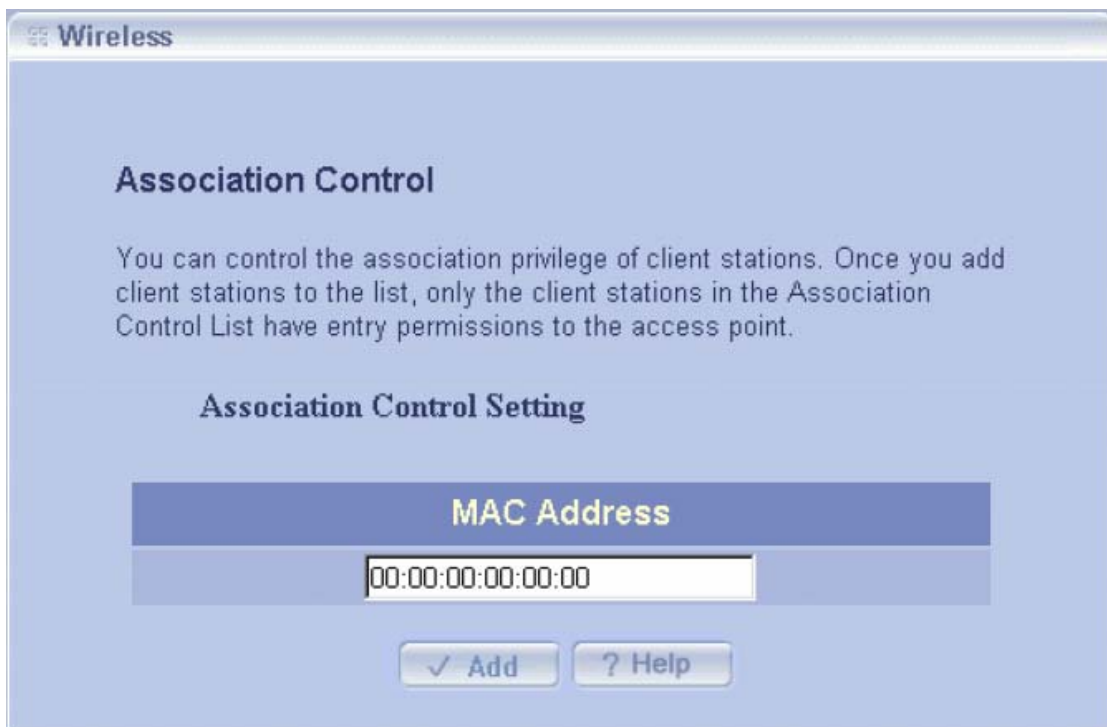 Wireless
Association Control
You can control the association privilege of client stations. Once you add
client stations to the list, only the client stations in the Association
Control List have entry permissions to the access point.
Association Control Setting
MAC Address
00:00:00:00:00:00
✓ Add ? Help